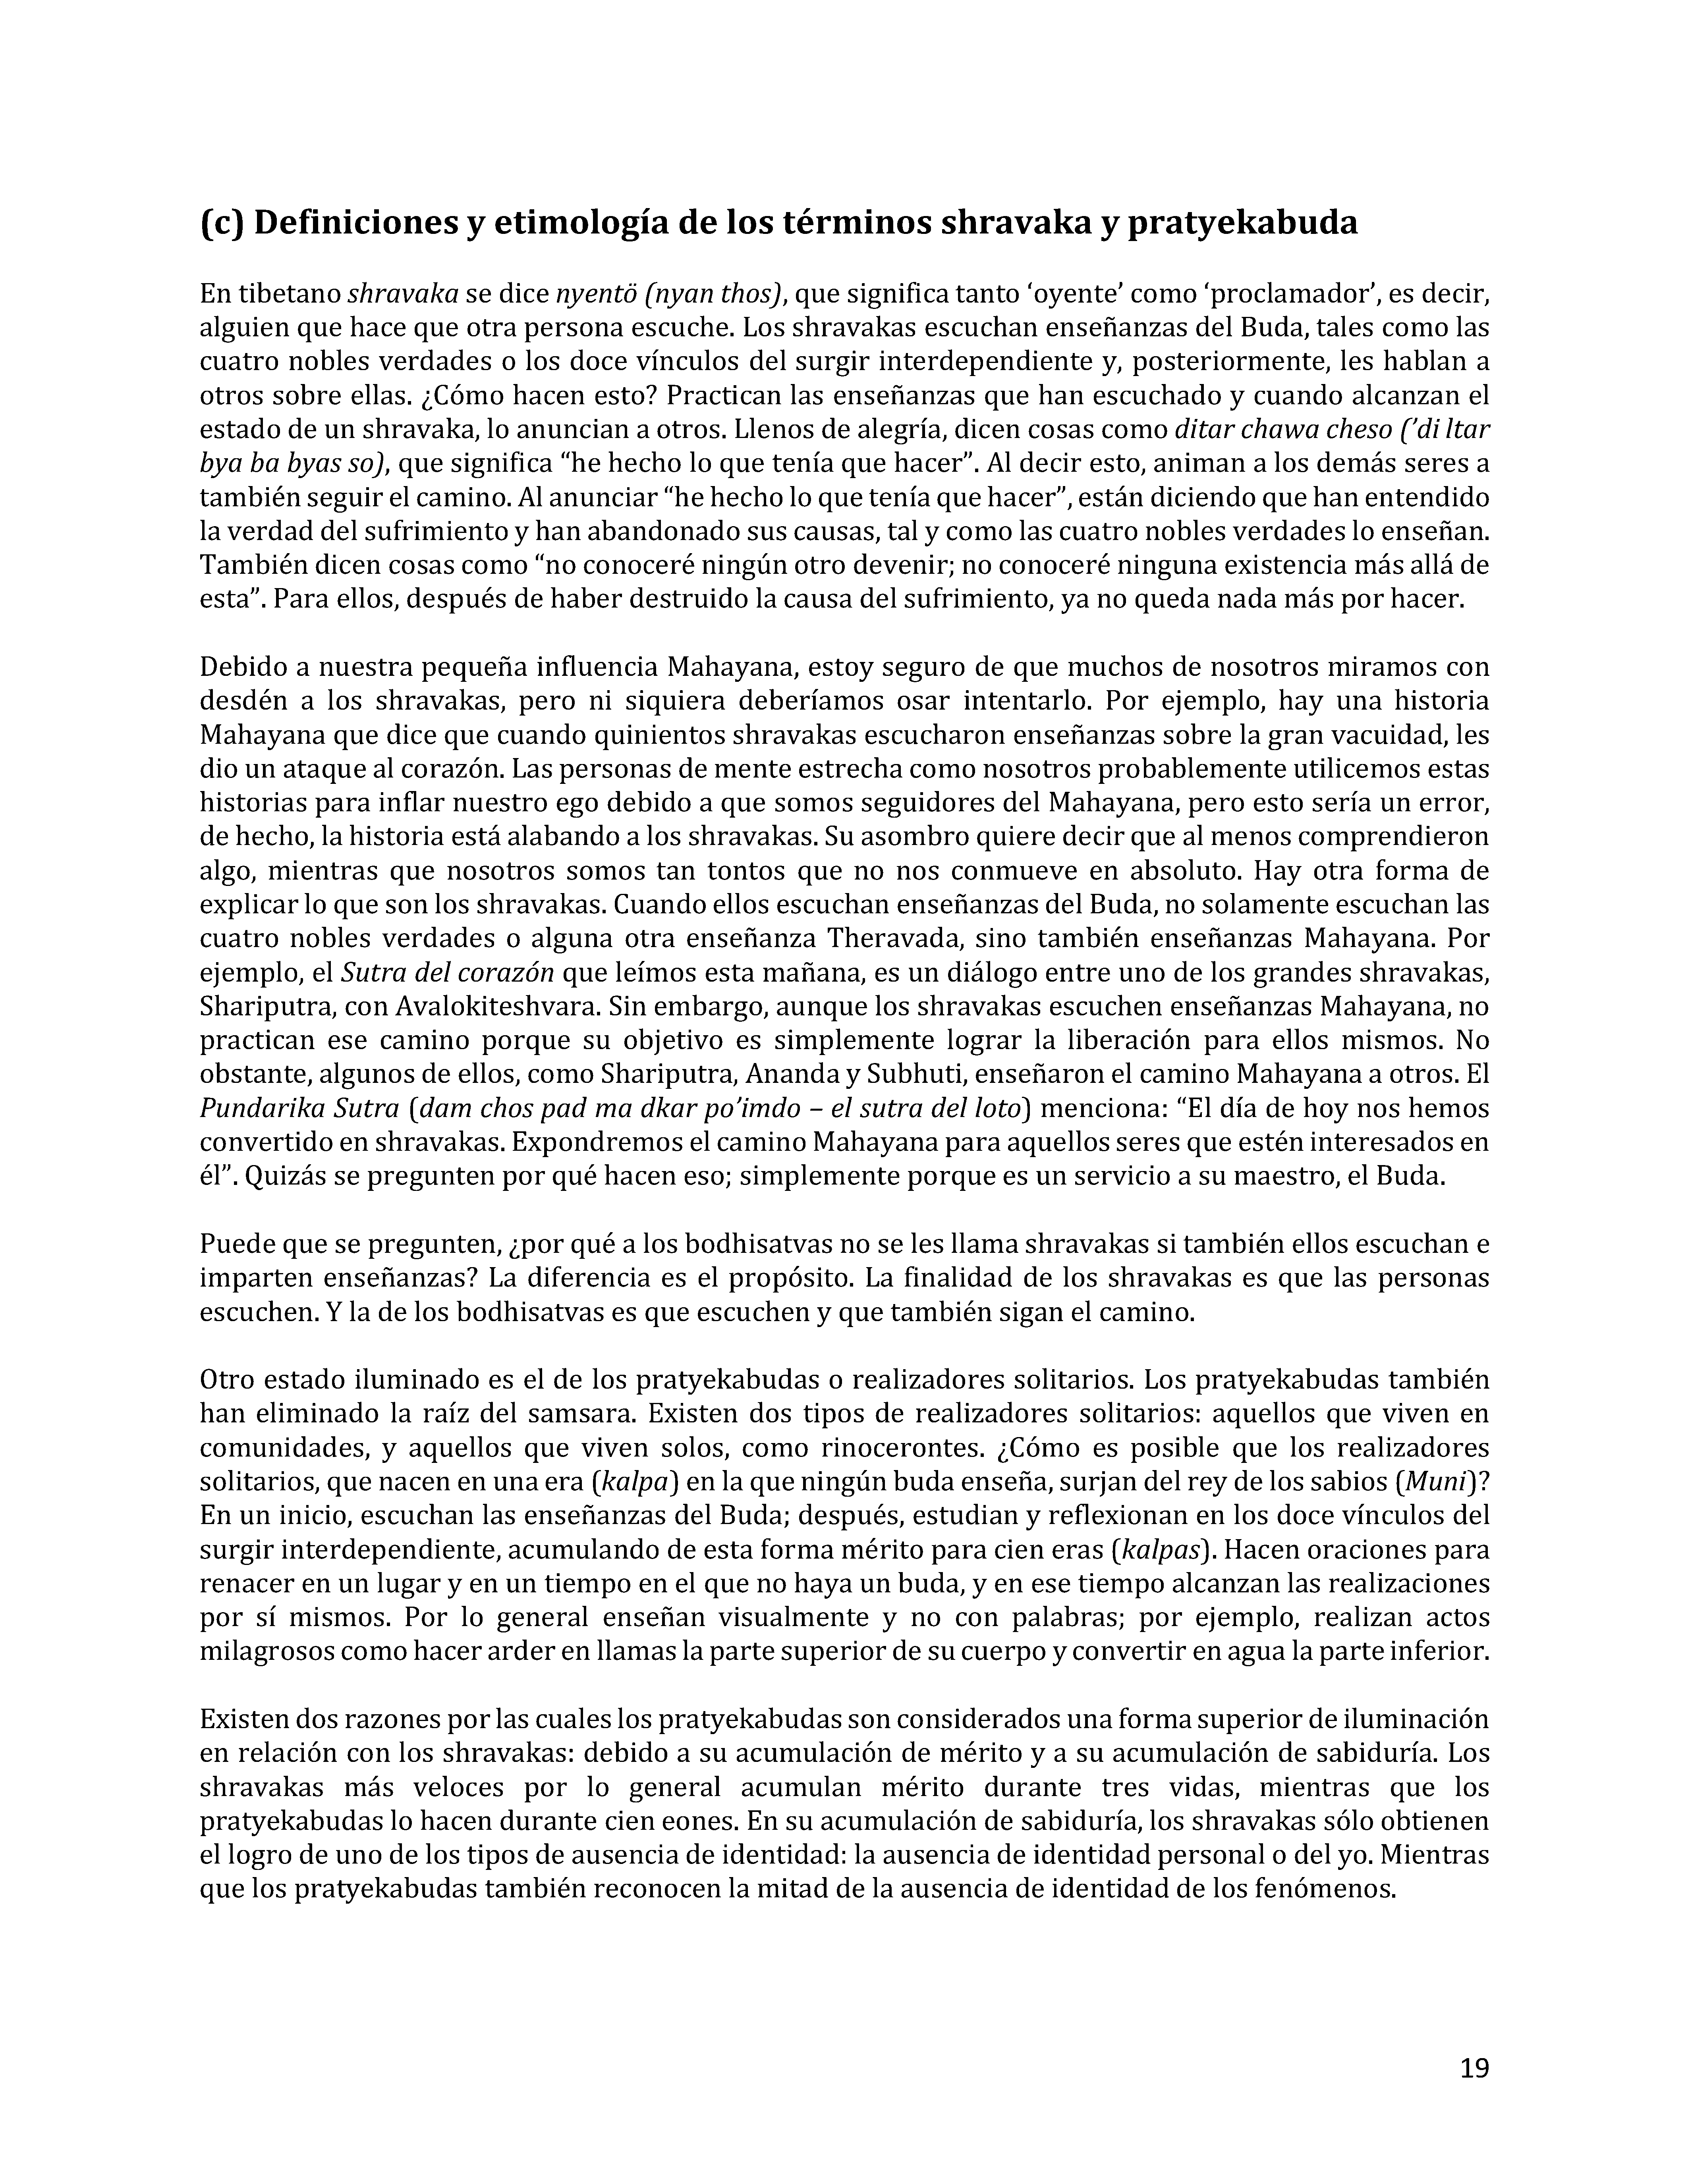 (c) Definiciones y etimología de los términos shravaka y pratyekabuda
En tibetano shravaka se dice nyentö (nyan thos), que significa tanto ‘oyente’ como ‘proclamador’, es decir,
alguien que hace que otra persona escuche. Los shravakas escuchan enseñanzas del Buda, tales como las
cuatro nobles verdades o los doce vínculos del surgir interdependiente y, posteriormente, les hablan a
otros sobre ellas. ¿Cómo hacen esto? Practican las enseñanzas que han escuchado y cuando alcanzan el
estado de un shravaka, lo anuncian a otros. Llenos de alegría, dicen cosas como ditar chawa cheso (’di ltar
bya ba byas so), que significa “he hecho lo que tenía que hacer”. Al decir esto, animan a los demás seres a
también seguir el camino. Al anunciar “he hecho lo que tenía que hacer”, están diciendo que han entendido
la verdad del sufrimiento y han abandonado sus causas, tal y como las cuatro nobles verdades lo enseñan.
También dicen cosas como “no conoceré ningún otro devenir; no conoceré ninguna existencia más allá de
esta”. Para ellos, después de haber destruido la causa del sufrimiento, ya no queda nada más por hacer.
Debido a nuestra pequeña influencia Mahayana, estoy seguro de que muchos de nosotros miramos con
desdén a los shravakas, pero ni siquiera deberíamos osar intentarlo. Por ejemplo, hay una historia
Mahayana que dice que cuando quinientos shravakas escucharon enseñanzas sobre la gran vacuidad, les
dio un ataque al corazón. Las personas de mente estrecha como nosotros probablemente utilicemos estas
historias para inflar nuestro ego debido a que somos seguidores del Mahayana, pero esto sería un error,
de hecho, la historia está alabando a los shravakas. Su asombro quiere decir que al menos comprendieron
algo, mientras que nosotros somos tan tontos que no nos conmueve en absoluto. Hay otra forma de
explicar lo que son los shravakas. Cuando ellos escuchan enseñanzas del Buda, no solamente escuchan las
cuatro nobles verdades o alguna otra enseñanza Theravada, sino también enseñanzas Mahayana. Por
ejemplo, el Sutra del corazón que leímos esta mañana, es un diálogo entre uno de los grandes shravakas,
Shariputra, con Avalokiteshvara. Sin embargo, aunque los shravakas escuchen enseñanzas Mahayana, no
practican ese camino porque su objetivo es simplemente lograr la liberación para ellos mismos. No
obstante, algunos de ellos, como Shariputra, Ananda y Subhuti, enseñaron el camino Mahayana a otros. El
Pundarika Sutra (dam chos pad ma dkar po’imdo – el sutra del loto) menciona: “El día de hoy nos hemos
convertido en shravakas. Expondremos el camino Mahayana para aquellos seres que estén interesados en
él”. Quizás se pregunten por qué hacen eso; simplemente porque es un servicio a su maestro, el Buda.
Puede que se pregunten, ¿por qué a los bodhisatvas no se les llama shravakas si también ellos escuchan e
imparten enseñanzas? La diferencia es el propósito. La finalidad de los shravakas es que las personas
escuchen. Y la de los bodhisatvas es que escuchen y que también sigan el camino.
Otro estado iluminado es el de los pratyekabudas o realizadores solitarios. Los pratyekabudas también
han eliminado la raíz del samsara. Existen dos tipos de realizadores solitarios: aquellos que viven en
comunidades, y aquellos que viven solos, como rinocerontes. ¿Cómo es posible que los realizadores
solitarios, que nacen en una era (kalpa) en la que ningún buda enseña, surjan del rey de los sabios (Muni)?
En un inicio, escuchan las enseñanzas del Buda; después, estudian y reflexionan en los doce vínculos del
surgir interdependiente, acumulando de esta forma mérito para cien eras (kalpas). Hacen oraciones para
renacer en un lugar y en un tiempo en el que no haya un buda, y en ese tiempo alcanzan las realizaciones
por sí mismos. Por lo general enseñan visualmente y no con palabras; por ejemplo, realizan actos
milagrosos como hacer arder en llamas la parte superior de su cuerpo y convertir en agua la parte inferior.
Existen dos razones por las cuales los pratyekabudas son considerados una forma superior de iluminación
en relación con los shravakas: debido a su acumulación de mérito y a su acumulación de sabiduría. Los
shravakas más veloces por lo general acumulan mérito durante tres vidas, mientras que los
pratyekabudas lo hacen durante cien eones. En su acumulación de sabiduría, los shravakas sólo obtienen
el logro de uno de los tipos de ausencia de identidad: la ausencia de identidad personal o del yo. Mientras
que los pratyekabudas también reconocen la mitad de la ausencia de identidad de los fenómenos.
19